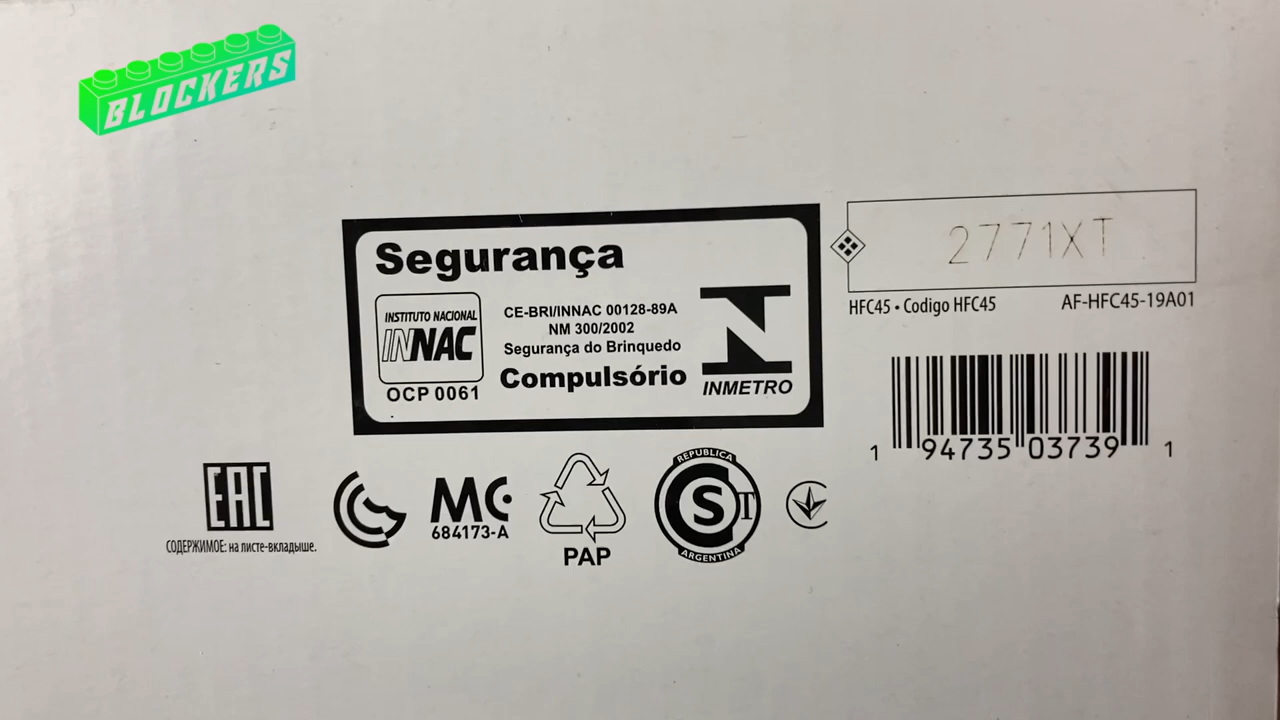 BLOCKERS
Segurança
INSTITUTO NACIONAL
INNAC
OCP 0061
CE-BRI/INNAC 00128-89A
NM 300/2002
Segurança do Brinquedo
Compulsório
INMETRO
2771XT
HFC45 • Codigo HFC45
AF-HFC45-19A01
1 94735 03739 1
EAC
СОДЕРЖИМОЕ: на листе-вкладыше.
MC
684173-A
PAP
REPUBLICA
S T
ARGENTINA